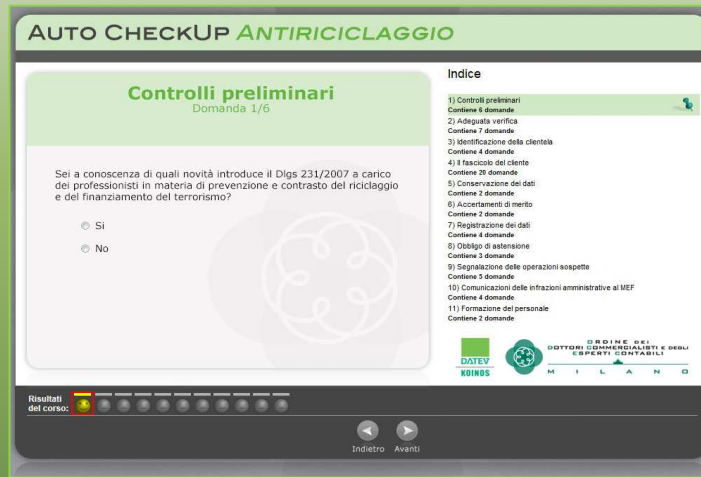 AUTO CHECKUP ANTIRICICLAGGIO
Controlli preliminari
Domanda 1/6
Sei a conoscenza di quali novità introduce il Dlgs 231/2007 a carico
dei professionisti in materia di prevenzione e contrasto del riciclaggio
e del finanziamento del terrorismo?
Si
No
Indice
1) Controlli preliminari
Contiene 6 domande
2) Adeguata verifica
Contiene 7 domande
3) Identificazione della clientela
Contiene 4 domande
4) Il fascicolo del cliente
Contiene 20 domande
5) Conservazione dei dati
Contiene 2 domande
6) Accertamenti di merito
Contiene 2 domande
7) Registrazione dei dati
Contiene 4 domande
8) Obbligo di astensione
Contiene 3 domande
9) Segnalazione delle operazioni sospette
Contiene 5 domande
10) Comunicazioni delle infrazioni amministrative al MEF
Contiene 4 domande
11) Formazione del personale
Contiene 2 domande
DATEV
KOINOS
ORDINE DEI
DOTTORI COMMERCIALISTI E DEGLI
ESPERTI CONTABILI
MILANO
Risultati
del corso:
Indietro Avanti